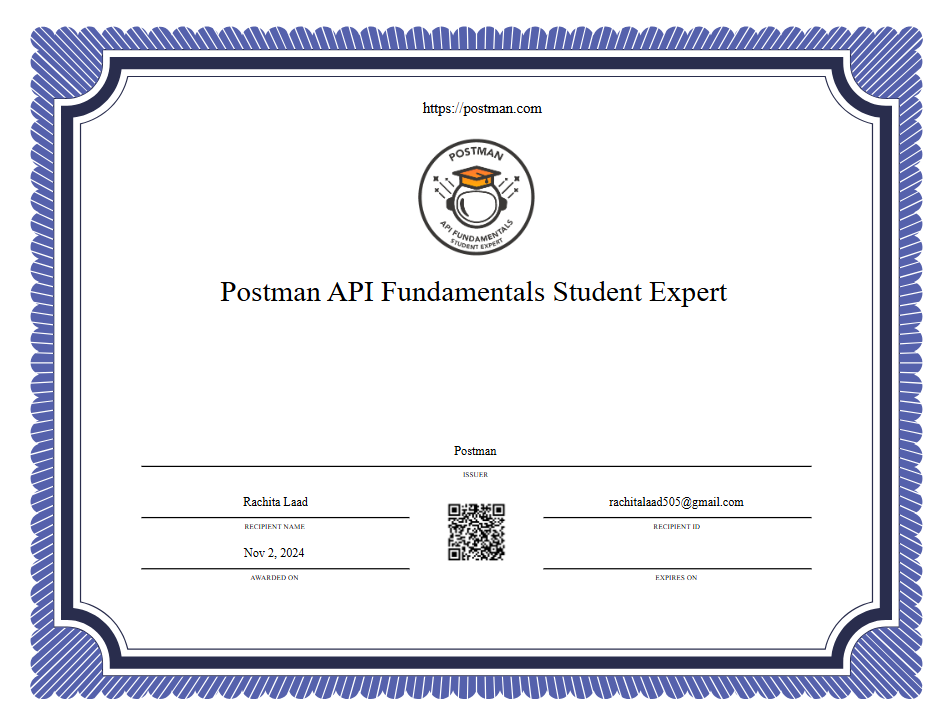 https://postman.com
POSTMAN
API FUNDAMENTALS
STUDENT EXPERT
Postman API Fundamentals Student Expert
Postman
ISSUER
Rachita Laad
RECIPIENT NAME
rachitalaad505@gmail.com
RECIPIENT ID
Nov 2, 2024
AWARDED ON
EXPIRES ON